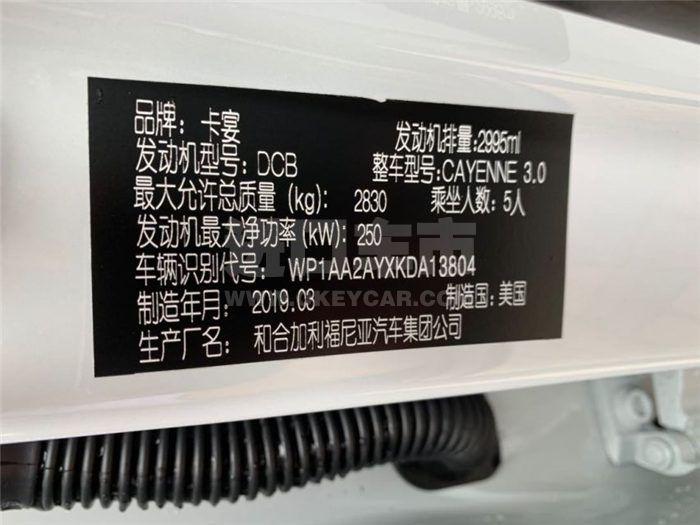 品牌: 卡宴 发动机排量:2995ml
发动机型号: DCB 整车型号:CAYENNE 3.0
最大允许总质量 (kg): 2830 乘坐人数: 5人
发动机最大净功率 (kW): 250
车辆识别代号: WP1AA2AYXKDA13804
制造年月: 2019.03 制造国: 美国
生产厂名: 和合加利福尼亚汽车集团公司